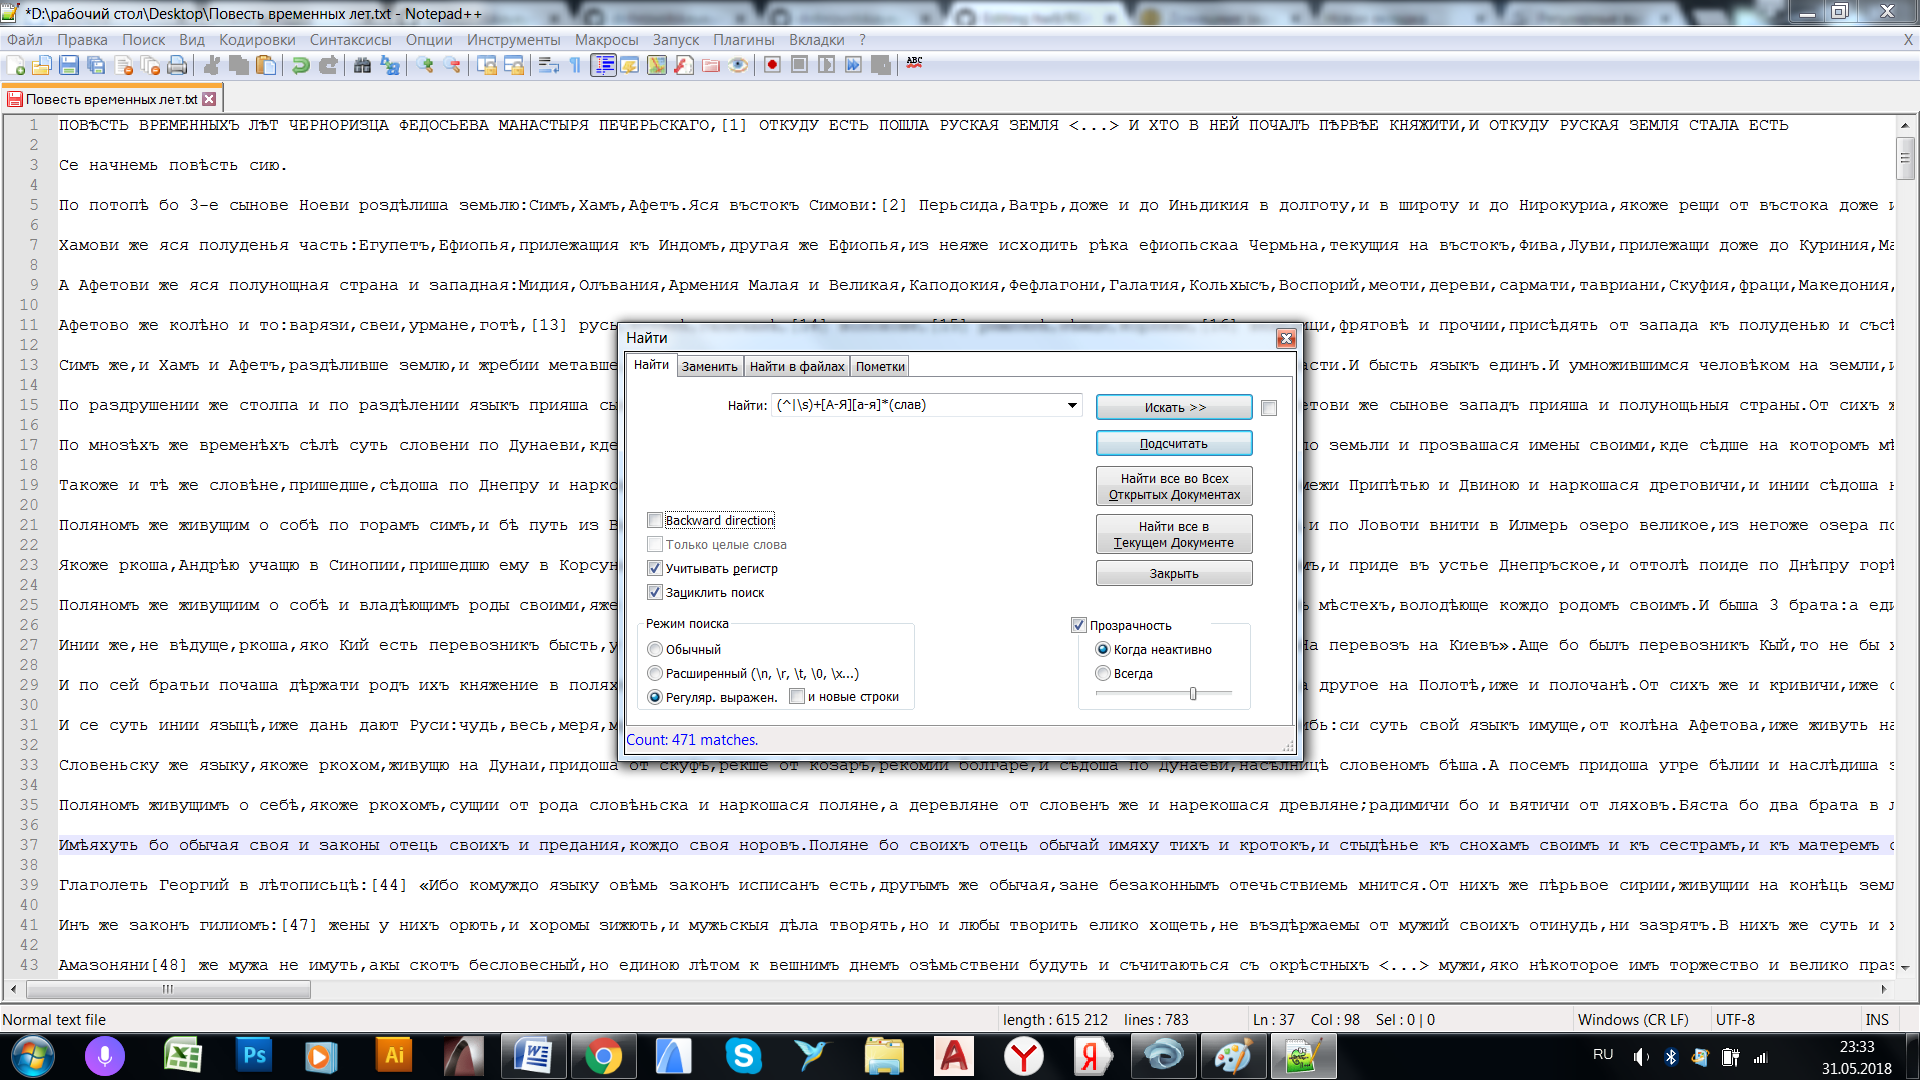 *D:\рабочий стол\Desktop\Повесть временных лет.txt - Notepad++
Файл Правка Поиск Вид Кодировки Синтаксисы Опции Инструменты Макросы Запуск Плагины Вкладки ? X
ABC
Повесть временных лет.txt
1 ПОВѢСТЬ ВРЕМЕННЫХЪ ЛѢТ ЧЕРНОРИЗЦА ФЕДОСЬЕВА МАНАСТЫРЯ ПЕЧЕРЬСКАГО,[1] ОТКУДУ ЕСТЬ ПОШЛА РУСКАЯ ЗЕМЛЯ <...> И ХТО В НЕЙ ПОЧАЛЪ ПѢРВѢЕ КНЯЖИТИ,И ОТКУДУ РУСКАЯ ЗЕМЛЯ СТАЛА ЕСТЬ
2
3 Се начнемь повѣсть сию.
4
5 По потопѣ бо 3-е сынове Ноеви роздѣлиша земьлю:Симъ,Хамъ,Афетъ.Яся въстокъ Симови:[2] Перьсида,Ватрь,доже и до Иньдикия в долготу,и в широту и до Нирокуриа,якоже рещи от въстока доже и
6
7 Хамови же яся полуденья часть:Егупетъ,Ефиопья,прилежащия къ Индомъ,другая же Ефиопья,из неяже исходить рѣка ефиопьскаа Чермьна,текущия на въстокъ,Фива,Луви,прилежащи доже до Куриния,Ма
8
9 А Афетови же яся полунощная страна и западная:Мидия,Олъвания,Армения Малая и Великая,Каподокия,Фефлагони,Галатия,Кольхысъ,Воспорий,меоти,дереви,сармати,тавриани,Скуфия,фраци,Македония,
10
11 Афетово же колѣно и то:варязи,свеи,урмане,готѣ,[13] русь ци,фряговѣ и прочии,присѣдять от запада къ полуденью и съсѣ
12
13 Симъ же,и Хамъ и Афетъ,раздѣливше землю,и жребии метавше сти.И бысть языкъ единъ.И умножившимся человѣком на земли,и
14
15 По раздрушении же столпа и по раздѣлении языкъ прияша сы же сынове западъ прияша и полунощныя страны.От сихъ ж
16
17 По мнозѣхъ же временѣхъ сѣлѣ суть словени по Дунаеви,кде о земьли и прозвашася имены своими,кде сѣдше на которомъ мѣ
18
19 Такоже и тѣ же словѣне,пришедше,сѣдоша по Днепру и нарко межи Припѣтью и Двиною и наркошася дреговичи,и инии сѣдоша н
20
21 Поляномъ же живущим о собѣ по горамъ симъ,и бѣ путь из В и по Ловоти внити в Илмерь озеро великое,из негоже озера по
22
23 Якоже ркоша,Андрѣю учащю в Синопии,пришедшю ему в Корсун ъ,и приде въ устье Днепрьское,и оттолѣ поиде по Днѣпру горѣ
24
25 Поляномъ же живущиим о собѣ и владѣющимъ роды своими,яже ъ мѣстехъ,володѣюще кождо родомъ своимъ.И быша 3 брата:а еди
26
27 Инии же,не вѣдуще,ркоша,яко Кий есть перевозникъ бысть,у На перевозъ на Киевъ».Аще бо былъ перевозникъ Кый,то не бы х
28
29 И по сей братьи почаша дѣржати родъ ихъ княжение в полях а другое на Полотѣ,иже и полочанѣ.От сихъ же и кривичи,иже с
30
31 И се суть инии языцѣ,иже дань дают Руси:чудь,весь,меря,м ибь:си суть свой языкъ имуще,от колѣна Афетова,иже живуть на
32
33 Словеньску же языку,якоже ркохом,живущю на Дунаи,придоша от скуфъ,рекше от козаръ,рекомии болгаре,и сѣдоша по Дунаеви,насѣлницѣ словеном бѣша.А посемъ придоша угре бѣлии и наслѣдиша з
34
35 Поляномъ живущимъ о себѣ,якоже ркохомъ,сущии от рода словѣньска и наркошася поляне,а деревляне от словенъ же и нарекошася древляне;радимичи бо и вятичи от ляховъ.Бяста бо два брата в л
36
37 Имѣяхуть бо обычая своя и законы отець своихъ и предания,кождо своя норовъ.Поляне бо своихъ отець обычай имяху тихъ и кротокъ,и стыдѣнье къ снохамъ своимъ и къ сестрамъ,и къ матеремъ с
38
39 Глаголеть Георгий в лѣтописьцѣ:[44] «Ибо комуждо языку овѣмь законъ исписанъ есть,другымъ же обычая,зане безаконнымъ отечьствиемь мнится.От нихъ же пѣрьвое сирии,живущии на конѣць земл
40
41 Инъ же законъ гилиомъ:[47] жены у нихъ орють,и хоромы зижють,и мужьскыя дѣла творять,но и любы творить елико хощеть,не въздѣржаемы от мужий своихъ отинудь,ни зазрятъ.В нихъ же суть и х
42
43 Амазоняни[48] же мужа не имуть,акы скотъ бесловесный,но единою лѣтом к вешнимъ днемъ озѣмьствени будуть и съчитаються съ окрѣстныхъ <...> мужи,яко нѣкоторое имъ торжество и велико праз
Найти
Найти Заменить Найти в файлах Пометки
Найти: (^|\s)+[А-Я][а-я]*(слав)
Искать >>
Подсчитать
Найти все во Всех
Открытых Документах
Найти все в
Текущем Документе
Закрыть
Backward direction
Только целые слова
Учитывать регистр
Зациклить поиск
Режим поиска
Обычный
Расширенный (\n, \r, \t, \0, \x...)
Регуляр. выражен. и новые строки
Прозрачность
Когда неактивно
Всегда
Count: 471 matches.
Normal text file length : 615 212 lines : 783 Ln : 37 Col : 98 Sel : 0 | 0 Windows (CR LF) UTF-8 INS
Ps Ai
RU
23:33
31.05.2018